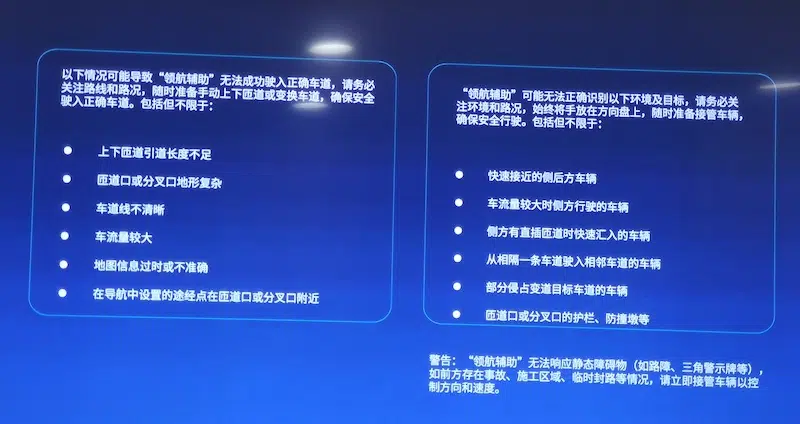 以下情况可能导致“领航辅助”无法成功驶入正确车道，请务必
关注路线和路况，随时准备手动上下匝道或变换车道，确保安全
驶入正确车道。包括但不限于：
● 上下匝道引道长度不足
● 匝道口或分叉口地形复杂
● 车道线不清晰
● 车流量较大
● 地图信息过时或不准确
● 在导航中设置的途经点在匝道口或分叉口附近
“领航辅助”可能无法正确识别以下环境及目标，请务必关
注环境和路况，始终将手放在方向盘上，随时准备接管车辆，
确保安全行驶。包括但不限于：
● 快速接近的侧后方车辆
● 车流量较大时侧方行驶的车辆
● 侧方有直插匝道时快速汇入的车辆
● 从相隔一条车道驶入相邻车道的车辆
● 部分侵占变道目标车道的车辆
● 匝道口或分叉口的护栏、防撞墩等
警告：“领航辅助”无法响应静态障碍物（如路障、三角警示牌等），
如前方存在事故、施工区域、临时封路等情况，请立即接管车辆以控
制方向和速度。